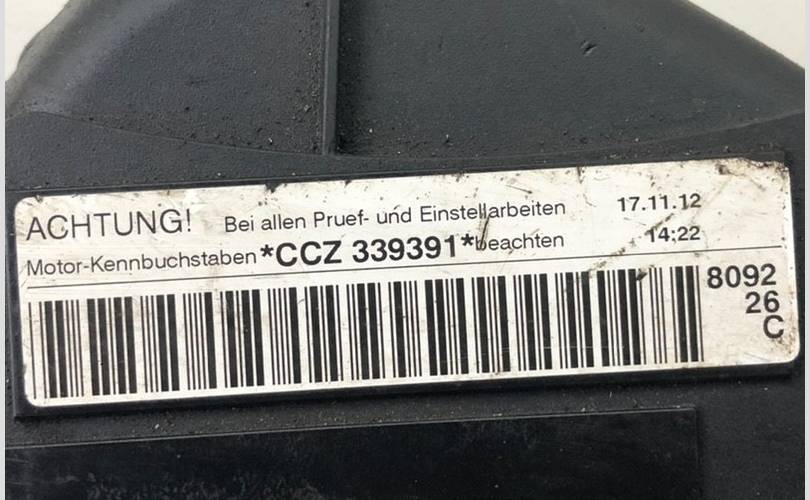 ACHTUNG! Bei allen Pruef- und Einstellarbeiten 17.11.12
Motor-Kennbuchstaben *CCZ 339391* beachten 14:22
8092
26
C